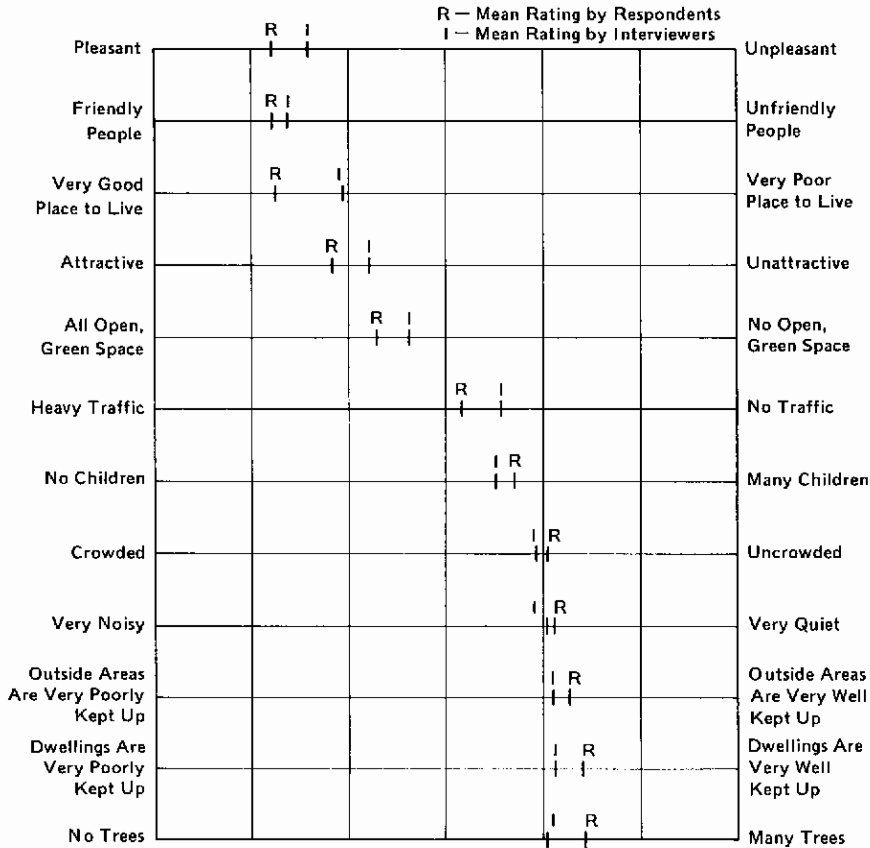 R — Mean Rating by Respondents
I — Mean Rating by Interviewers
R I
Pleasant Unpleasant
R I
Friendly Unfriendly
People People
R I
Very Good Very Poor
Place to Live Place to Live
R I
Attractive Unattractive
R I
All Open, No Open,
Green Space Green Space
R I
Heavy Traffic No Traffic
I R
No Children Many Children
I R
Crowded Uncrowded
I R
Very Noisy Very Quiet
Outside Areas I R Outside Areas
Are Very Poorly Are Very Well
Kept Up Kept Up
Dwellings Are I R Dwellings Are
Very Poorly Very Well
Kept Up Kept Up
I R
No Trees Many Trees